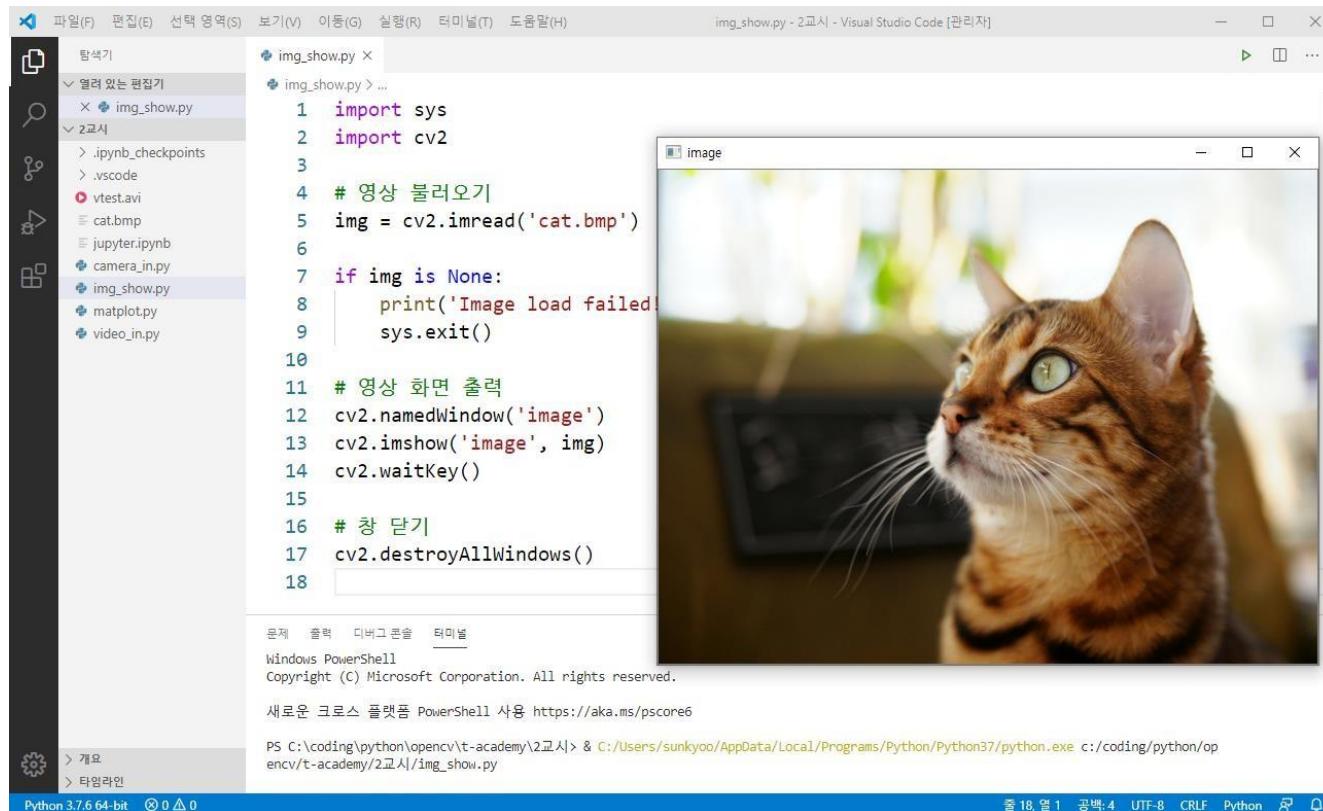 파일(F) 편집(E) 선택 영역(S) 보기(V) 이동(G) 실행(R) 터미널(T) 도움말(H) img_show.py - 2교시 - Visual Studio Code [관리자]
탐색기
열려 있는 편집기
img_show.py
2교시
.ipynb_checkpoints
.vscode
vtest.avi
cat.bmp
jupyter.ipynb
camera_in.py
img_show.py
matplot.py
video_in.py
개요
타임라인
img_show.py
img_show.py > ...
1 import sys
2 import cv2
3
4 # 영상 불러오기
5 img = cv2.imread('cat.bmp')
6
7 if img is None:
8 print('Image load failed!
9 sys.exit()
10
11 # 영상 화면 출력
12 cv2.namedWindow('image')
13 cv2.imshow('image', img)
14 cv2.waitKey()
15
16 # 창 닫기
17 cv2.destroyAllWindows()
18
image
문제 출력 디버그 콘솔 터미널
Windows PowerShell
Copyright (C) Microsoft Corporation. All rights reserved.
새로운 크로스 플랫폼 PowerShell 사용 https://aka.ms/pscore6
PS C:\coding\python\opencv\t-academy\2교시> & C:/Users/sunkyoo/AppData/Local/Programs/Python/Python37/python.exe c:/coding/python/op
encv/t-academy/2교시/img_show.py
Python 3.7.6 64-bit 0 0 줄 18, 열 1 공백: 4 UTF-8 CRLF Python